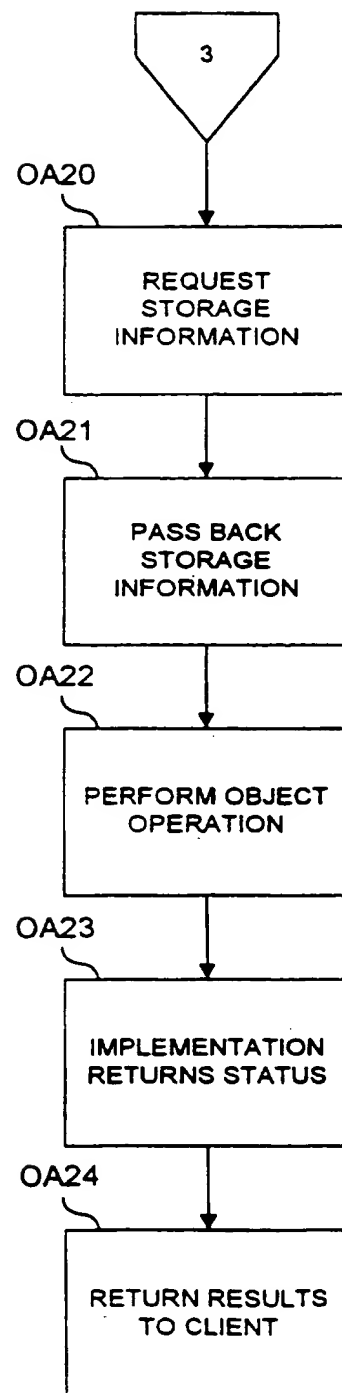 3
OA20
REQUEST
STORAGE
INFORMATION
OA21
PASS BACK
STORAGE
INFORMATION
OA22
PERFORM OBJECT
OPERATION
OA23
IMPLEMENTATION
RETURNS STATUS
OA24
RETURN RESULTS
TO CLIENT